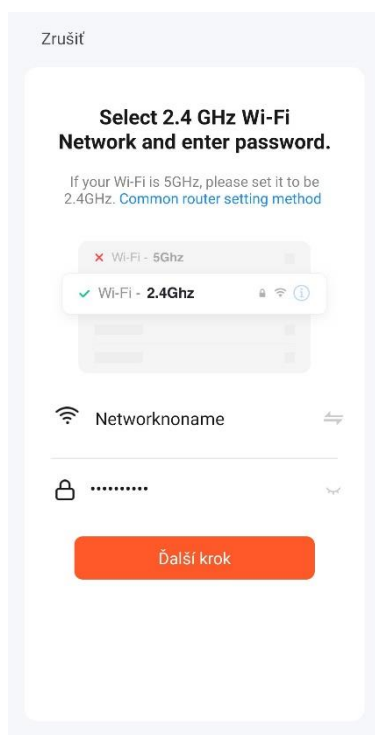 Zrušiť
Select 2.4 GHz Wi-Fi
Network and enter password.
If your Wi-Fi is 5GHz, please set it to be
2.4GHz. Common router setting method
Wi-Fi - 5Ghz
Wi-Fi - 2.4Ghz
Networknoname
••••••••••
Ďalší krok